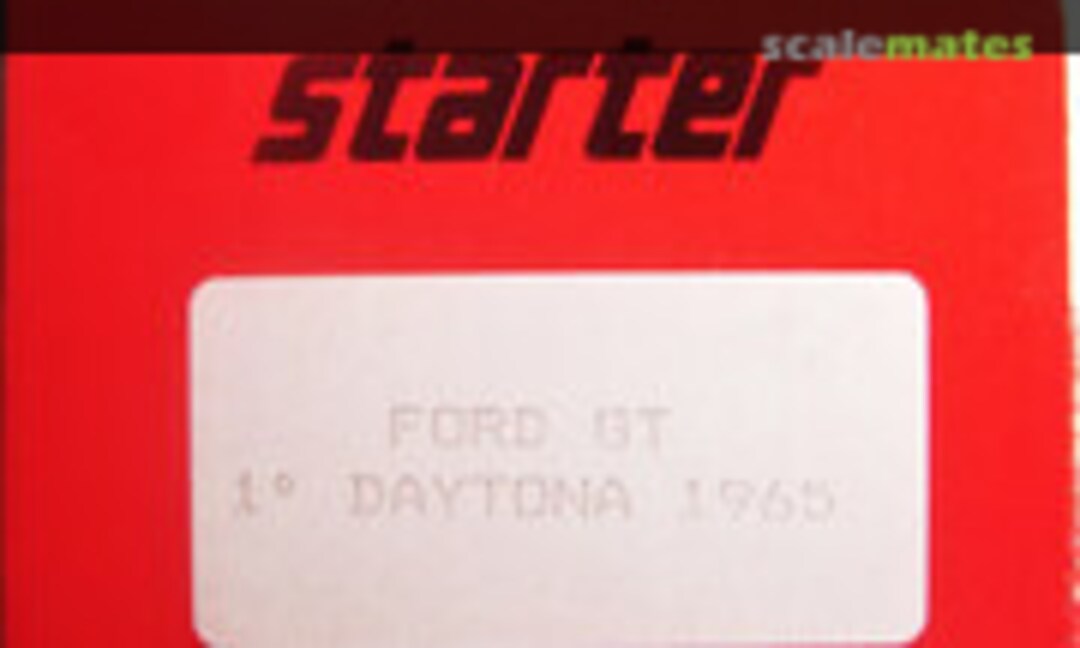 scalemates
starter
FORD GT
1° DAYTONA 1965